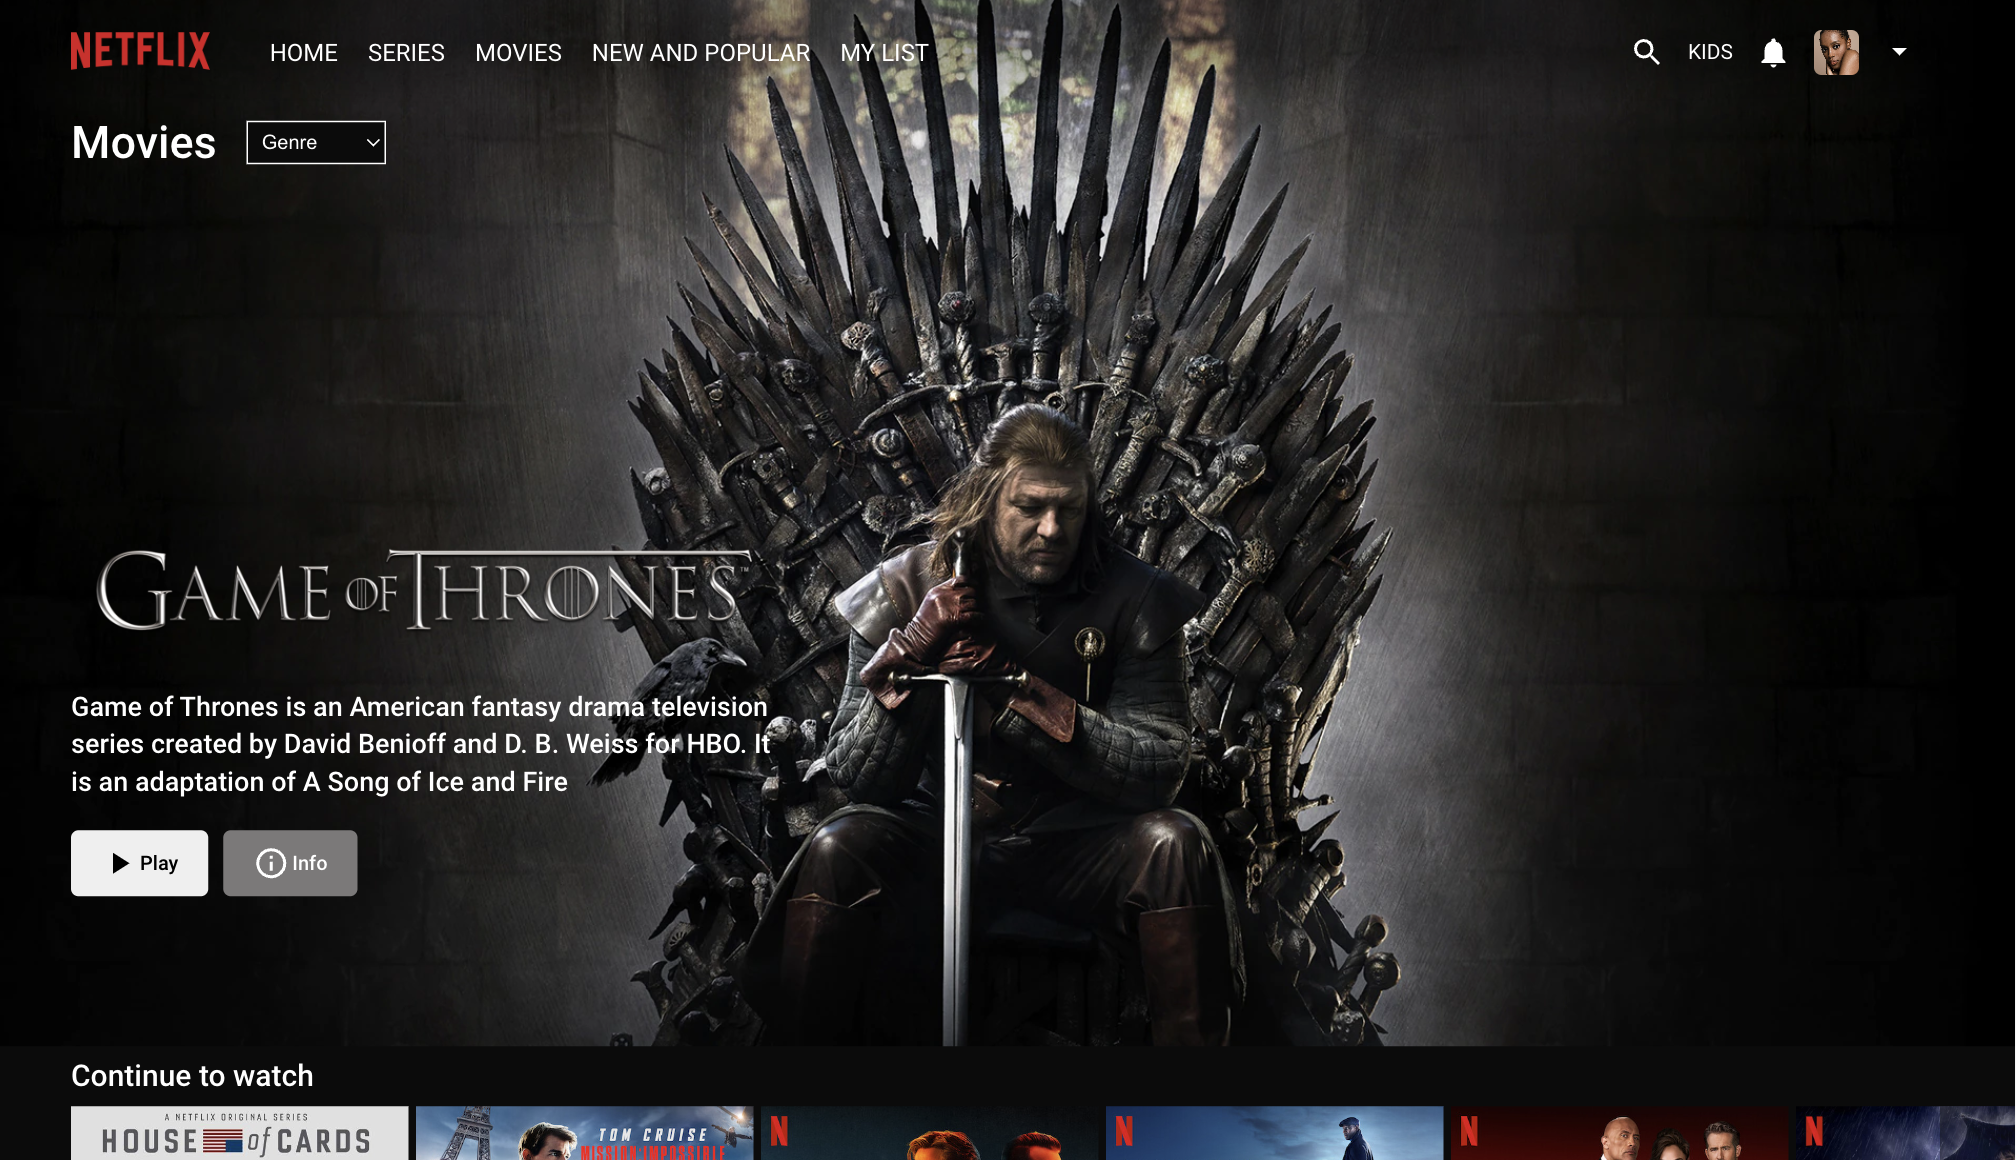 NETFLIX HOME SERIES MOVIES NEW AND POPULAR MY LIST KIDS
Movies Genre
GAME OF THRONES™
Game of Thrones is an American fantasy drama television
series created by David Benioff and D. B. Weiss for HBO. It
is an adaptation of A Song of Ice and Fire
Play Info
Continue to watch
A NETFLIX ORIGINAL SERIES
HOUSE of CARDS
TOM CRUISE
MISSION:IMPOSSIBLE
N
N
N
N